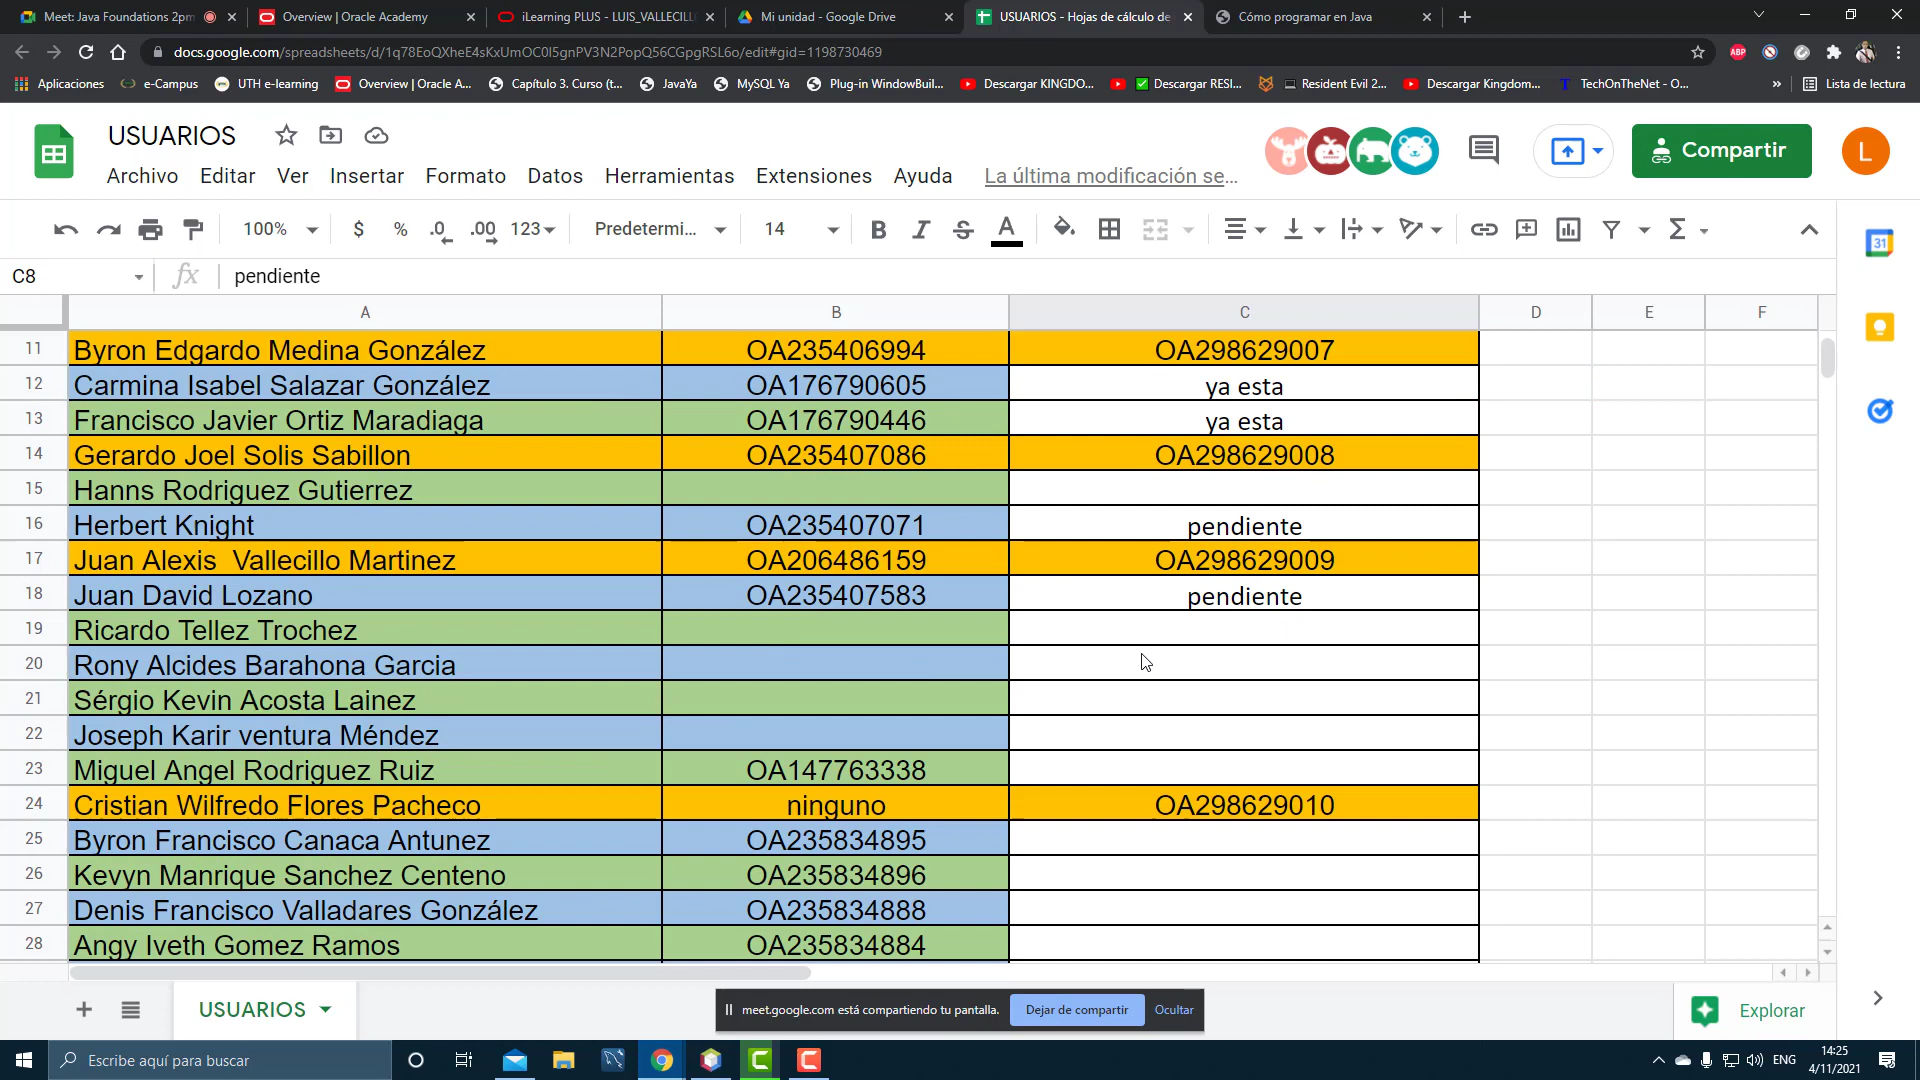 Meet: Java Foundations 2pm
Overview | Oracle Academy
iLearning PLUS - LUIS_VALLECILL
Mi unidad - Google Drive
USUARIOS - Hojas de cálculo de
Cómo programar en Java
docs.google.com/spreadsheets/d/1q78EoQXheE4sKxUmOC0I5gnPV3N2PopQ56CGpgRSL6o/edit#gid=1198730469
ABP
Aplicaciones
e-Campus
UTH e-learning
Overview | Oracle A...
Capítulo 3. Curso (t...
JavaYa
MySQL Ya
Plug-in WindowBuil...
Descargar KINGDO...
Descargar RESI...
Resident Evil 2...
Descargar Kingdom...
TechOnTheNet - O...
»
Lista de lectura
USUARIOS
Compartir
L
Archivo
Editar
Ver
Insertar
Formato
Datos
Herramientas
Extensiones
Ayuda
La última modificación se...
100%
$
%
.0
.00
123
Predetermi...
14
B
I
S
A
Σ
31
C8
fx
pendiente
A B C D E F
11 Byron Edgardo Medina González OA235406994 OA298629007
12 Carmina Isabel Salazar González OA176790605 ya esta
13 Francisco Javier Ortiz Maradiaga OA176790446 ya esta
14 Gerardo Joel Solis Sabillon OA235407086 OA298629008
15 Hanns Rodriguez Gutierrez
16 Herbert Knight OA235407071 pendiente
17 Juan Alexis  Vallecillo Martinez OA206486159 OA298629009
18 Juan David Lozano OA235407583 pendiente
19 Ricardo Tellez Trochez
20 Rony Alcides Barahona Garcia
21 Sérgio Kevin Acosta Lainez
22 Joseph Karir ventura Méndez
23 Miguel Angel Rodriguez Ruiz OA147763338
24 Cristian Wilfredo Flores Pacheco ninguno OA298629010
25 Byron Francisco Canaca Antunez OA235834895
26 Kevyn Manrique Sanchez Centeno OA235834896
27 Denis Francisco Valladares González OA235834888
28 Angy Iveth Gomez Ramos OA235834884
USUARIOS
meet.google.com está compartiendo tu pantalla.
Dejar de compartir
Ocultar
Explorar
Escribe aquí para buscar
ENG
14:25
4/11/2021